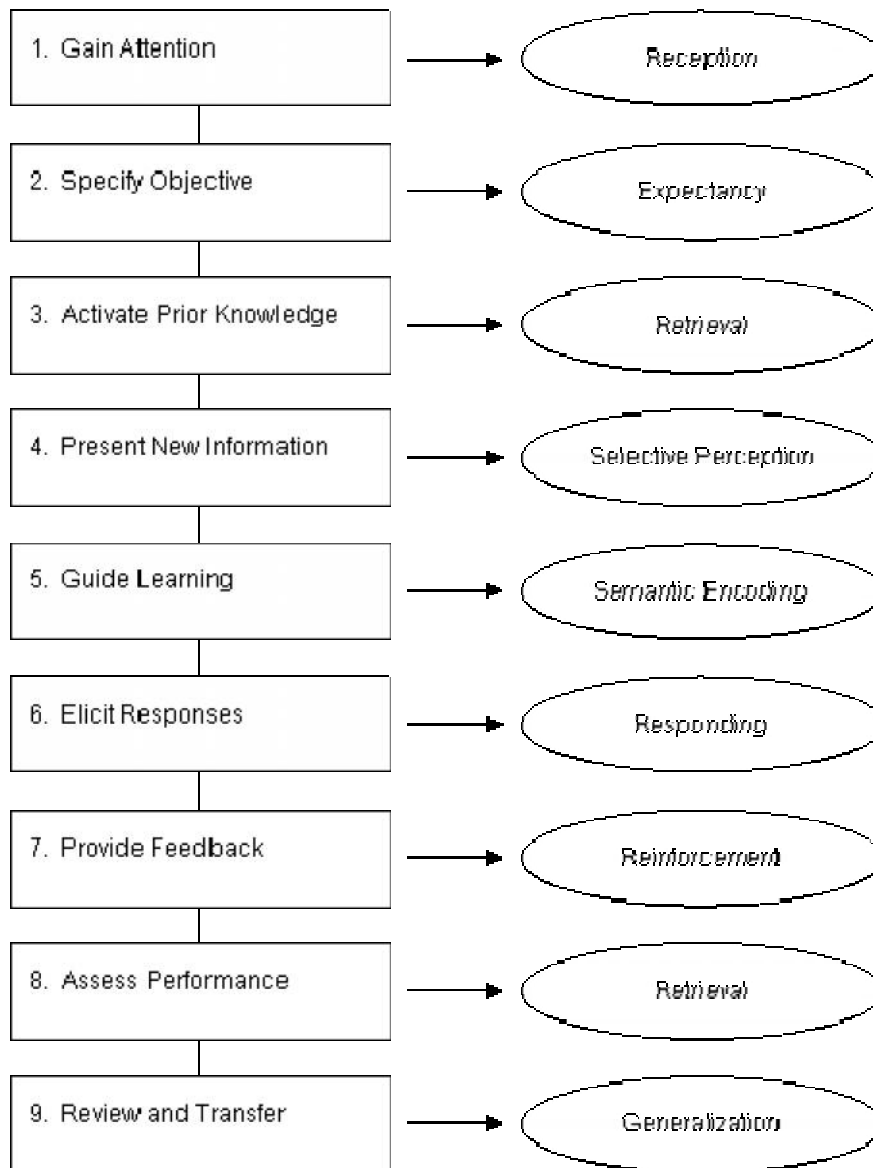 1. Gain Attention
Reception
2. Specify Objective
Expectancy
3. Activate Prior Knowledge
Retrieval
4. Present New Information
Selective Perception
5. Guide Learning
Semantic Encoding
6. Elicit Responses
Responding
7. Provide Feedback
Reinforcement
8. Assess Performance
Retrieval
9. Review and Transfer
Generalization